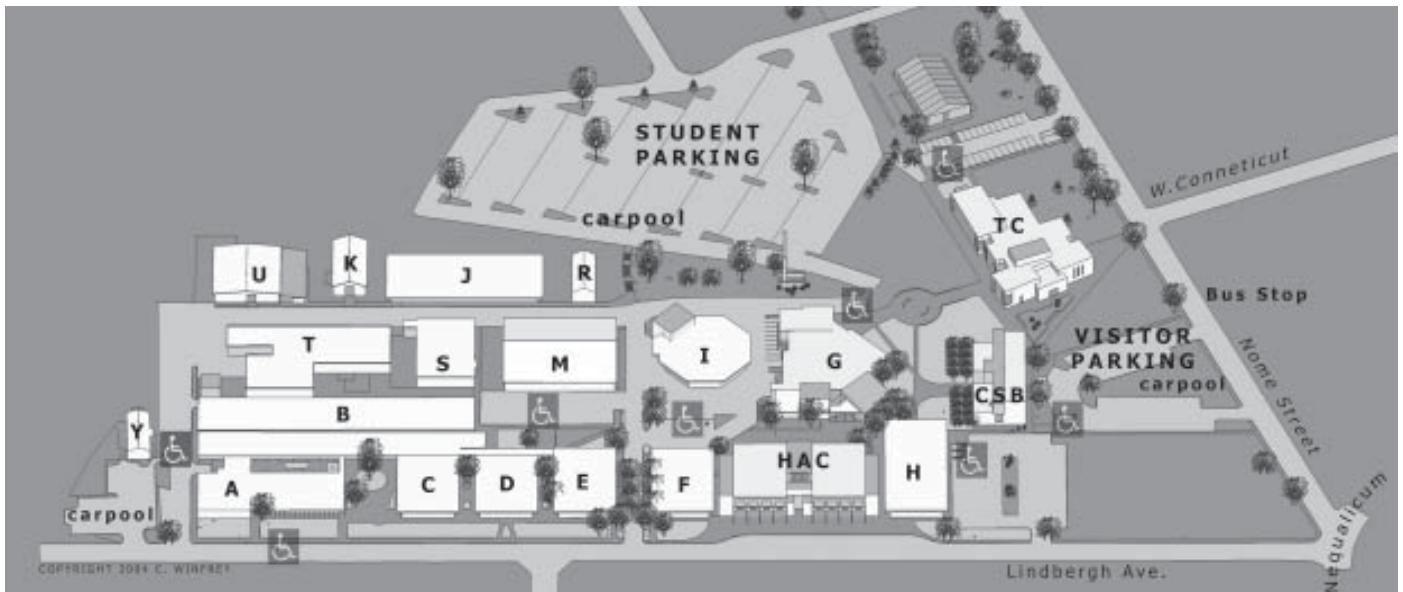 STUDENT
PARKING
W.Conneticut
carpool
TC
U
K
J
R
Bus Stop
T
S
M
I
G
VISITOR
PARKING
carpool
Nome Street
CSB
B
Y
HAC
A
C
D
E
F
H
carpool
Nequalicum
Lindbergh Ave.
COPYRIGHT 2004 C. WINFREY